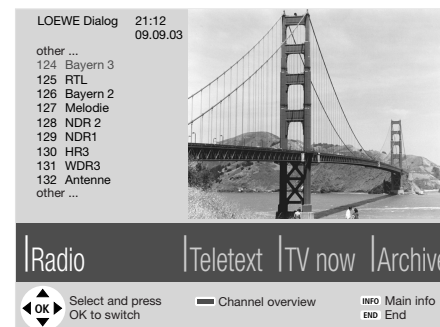 LOEWE Dialog 21:12
09.09.03
other ...
124 Bayern 3
125 RTL
126 Bayern 2
127 Melodie
128 NDR 2
129 NDR1
130 HR3
131 WDR3
132 Antenne
other ...
Radio Teletext TV now Archive
OK Select and press OK to switch
Channel overview
INFO Main info
END End